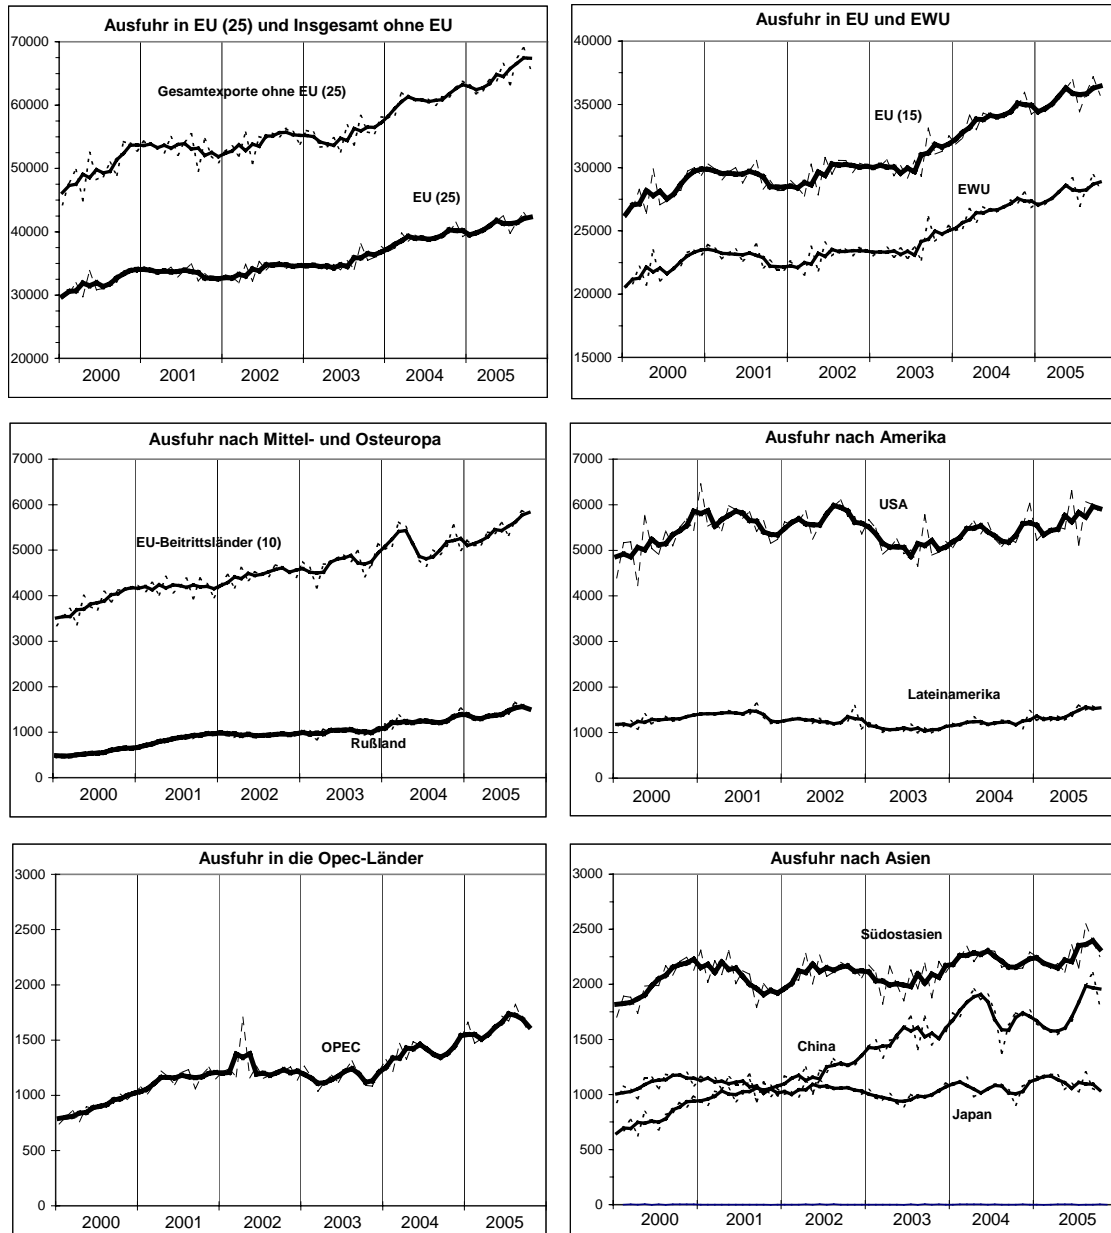 Ausfuhr in EU (25) und Insgesamt ohne EU
70000
60000
50000
40000
30000
20000
Gesamtexporte ohne EU (25)
EU (25)
2000 2001 2002 2003 2004 2005
Ausfuhr in EU und EWU
40000
35000
30000
25000
20000
15000
EU (15)
EWU
2000 2001 2002 2003 2004 2005
Ausfuhr nach Mittel- und Osteuropa
7000
6000
5000
4000
3000
2000
1000
0
EU-Beitrittsländer (10)
Rußland
2000 2001 2002 2003 2004 2005
Ausfuhr nach Amerika
7000
6000
5000
4000
3000
2000
1000
0
USA
Lateinamerika
2000 2001 2002 2003 2004 2005
Ausfuhr in die Opec-Länder
3000
2500
2000
1500
1000
500
0
OPEC
2000 2001 2002 2003 2004 2005
Ausfuhr nach Asien
3000
2500
2000
1500
1000
500
0
Südostasien
China
Japan
2000 2001 2002 2003 2004 2005